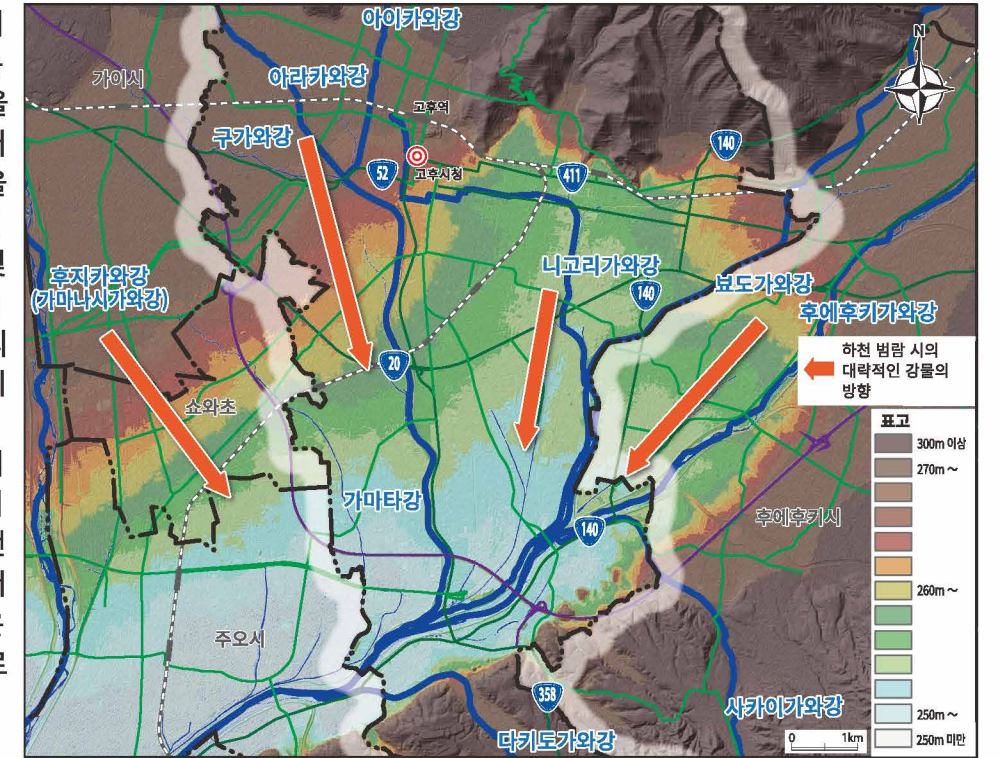 아이카와강
N
가이시
아라카와강
고후역
구가와강
140
고후시청
52
411
니고리가와강
후지카와강
(가마나시가와강)
140
뵤도가와강
후에후키가와강
하천 범람 시의
대략적인 강물의
방향
20
쇼와초
표고
300m 이상
270m ~
가마타강
140
후에후키시
260m ~
주오시
358
사카이가와강
250m ~
다키도가와강
0 1km
250m 미만